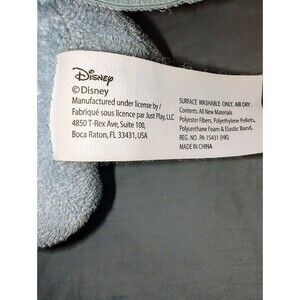 Disney
©Disney
Manufactured under license by /
Fabriqué sous licence par Just Play, LLC
4850 T-Rex Ave, Suite 100,
Boca Raton, FL 33431, USA
SURFACE WASHABLE ONLY. AIR DRY.
Contents: All New Materials
Polyester Fibers, Polyethylene Pellets,
Polyurethane Foam & Elastic Band.
REG. NO. PA-15431 (HK)
MADE IN CHINA